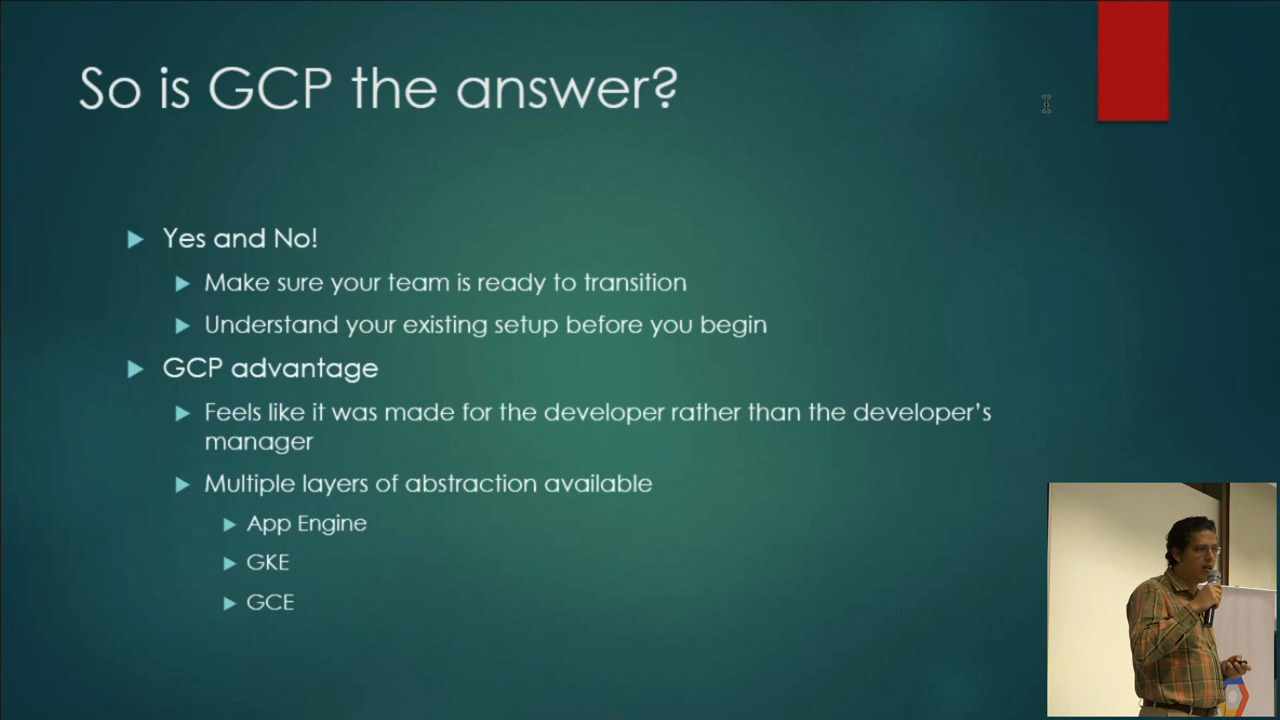 So is GCP the answer?
Yes and No!
Make sure your team is ready to transition
Understand your existing setup before you begin
GCP advantage
Feels like it was made for the developer rather than the developer's
manager
Multiple layers of abstraction available
App Engine
GKE
GCE